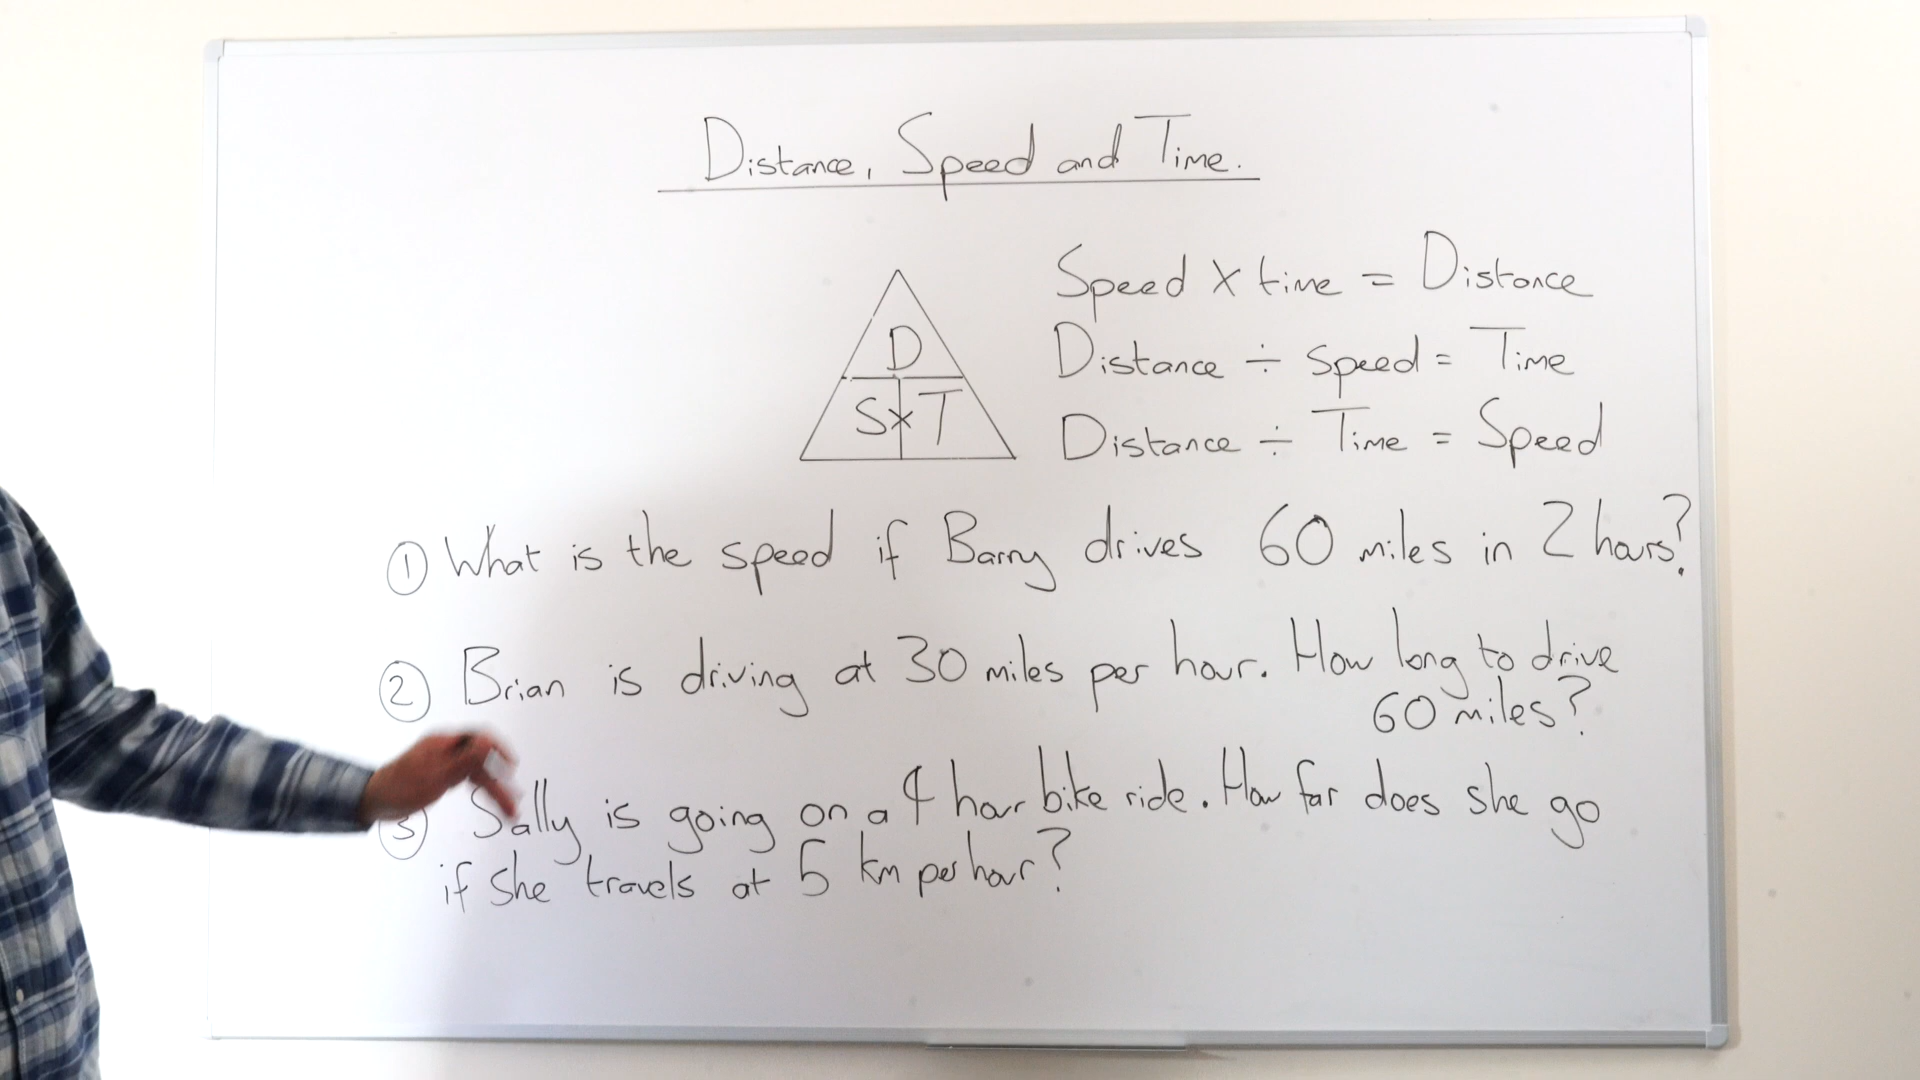 Distance, Speed and Time.
Speed x time = Distance
Distance ÷ speed = Time
Distance ÷ Time = Speed
D
S x T
① What is the speed if Barry drives 60 miles in 2 hours?
② Brian is driving at 30 miles per hour. How long to drive
60 miles?
③ Sally is going on a 4 hour bike ride. How far does she go
if she travels at 5 km per hour?